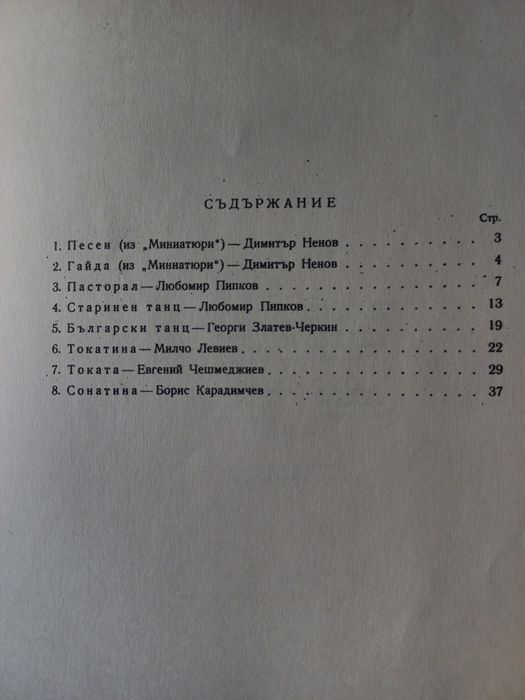 СЪДЪРЖАНИЕ
Стр.
1. Песен (из „Миниатюри“) — Димитър Ненов . . . . . . . . . . 3
2. Гайда (из „Миниатюри“) — Димитър Ненов . . . . . . . . . . 4
3. Пасторал — Любомир Пипков . . . . . . . . . . . . . . . . 7
4. Старинен танц — Любомир Пипков . . . . . . . . . . . . . 13
5. Български танц — Георги Златев-Черкин . . . . . . . . . . 19
6. Токатина — Милчо Левиев . . . . . . . . . . . . . . . . . 22
7. Токата — Евгений Чешмеджиев . . . . . . . . . . . . . . . 29
8. Сонатина — Борис Карадимчев . . . . . . . . . . . . . . . 37